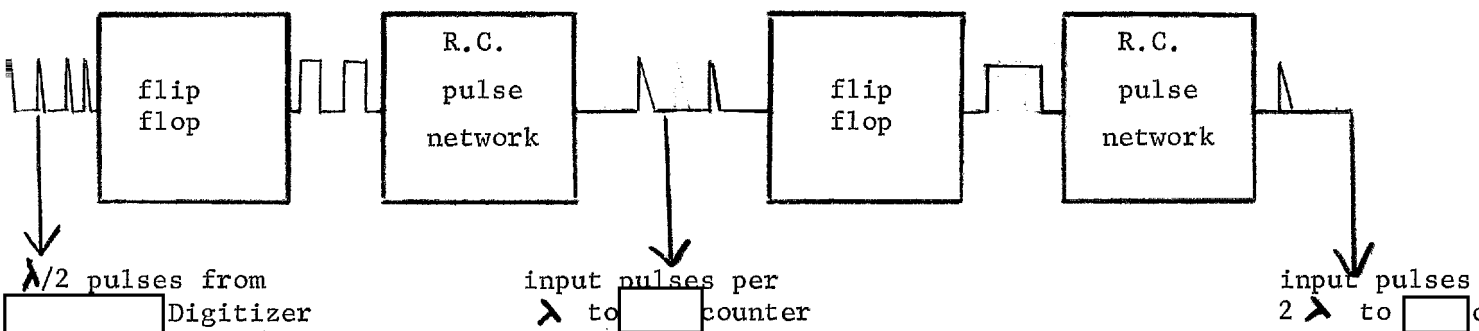 flip
flop
R.C.
pulse
network
flip
flop
R.C.
pulse
network
λ/2 pulses from
Digitizer
input pulses per
λ to counter
input pulses
2 λ to